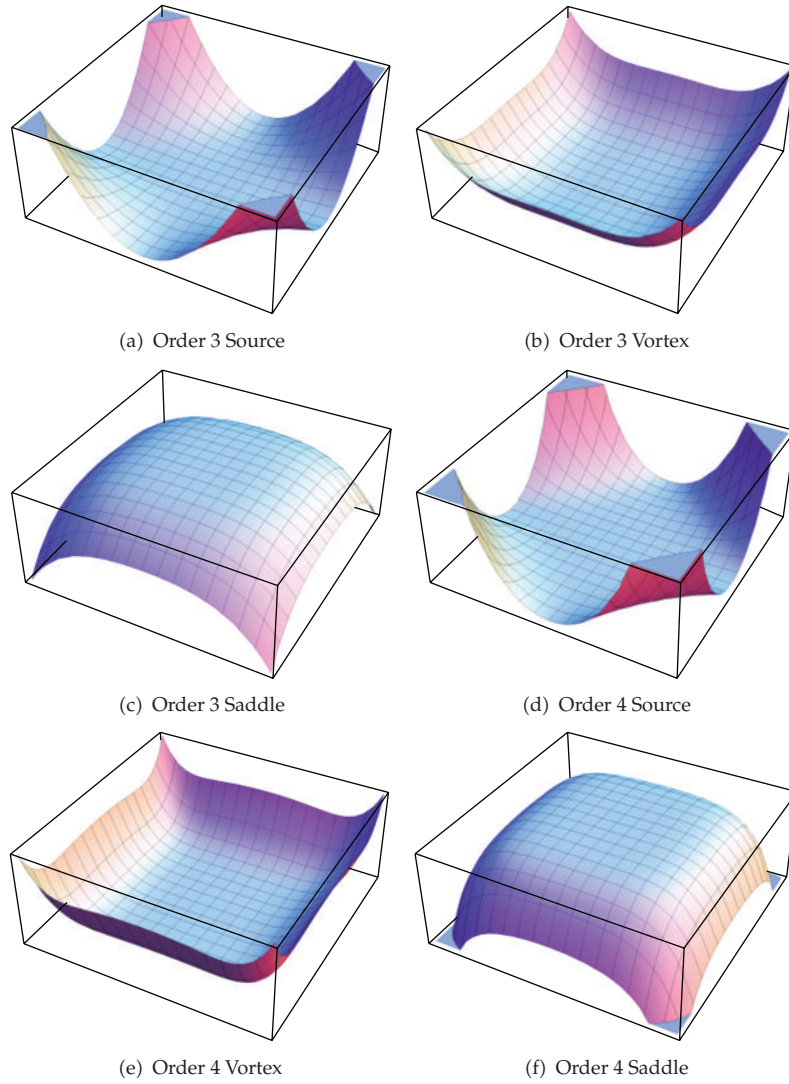 (a) Order 3 Source
(b) Order 3 Vortex
(c) Order 3 Saddle
(d) Order 4 Source
(e) Order 4 Vortex
(f) Order 4 Saddle